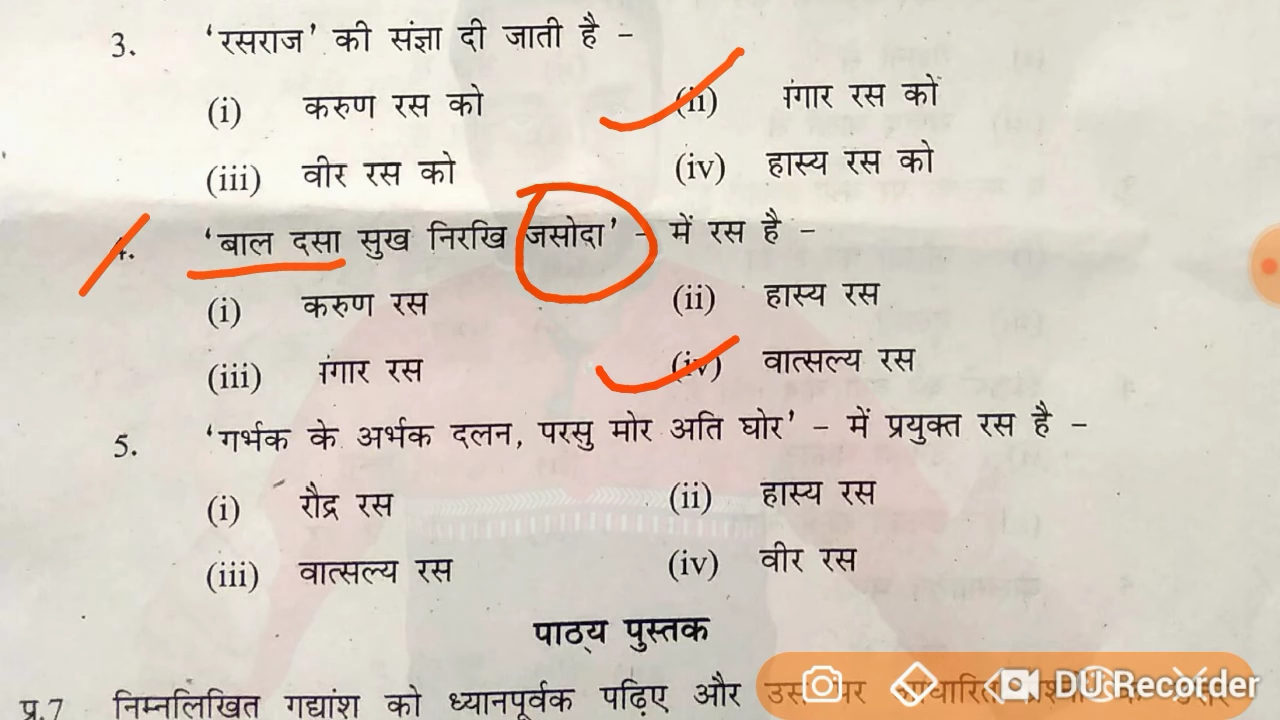 3. 'रसराज' की संज्ञा दी जाती है -
(i) करुण रस को (ii) गंगार रस को
(iii) वीर रस को (iv) हास्य रस को
4. 'बाल दसा सुख निरखि जसोदा' - में रस है -
(i) करुण रस (ii) हास्य रस
(iii) गंगार रस (iv) वात्सल्य रस
5. 'गर्भक के अर्भक दलन, परसु मोर अति घोर' - में प्रयुक्त रस है -
(i) रौद्र रस (ii) हास्य रस
(iii) वात्सल्य रस (iv) वीर रस
पाठ्य पुस्तक
प्र.7 निम्नलिखित गद्यांश को ध्यानपूर्वक पढ़िए और
DU Recorder